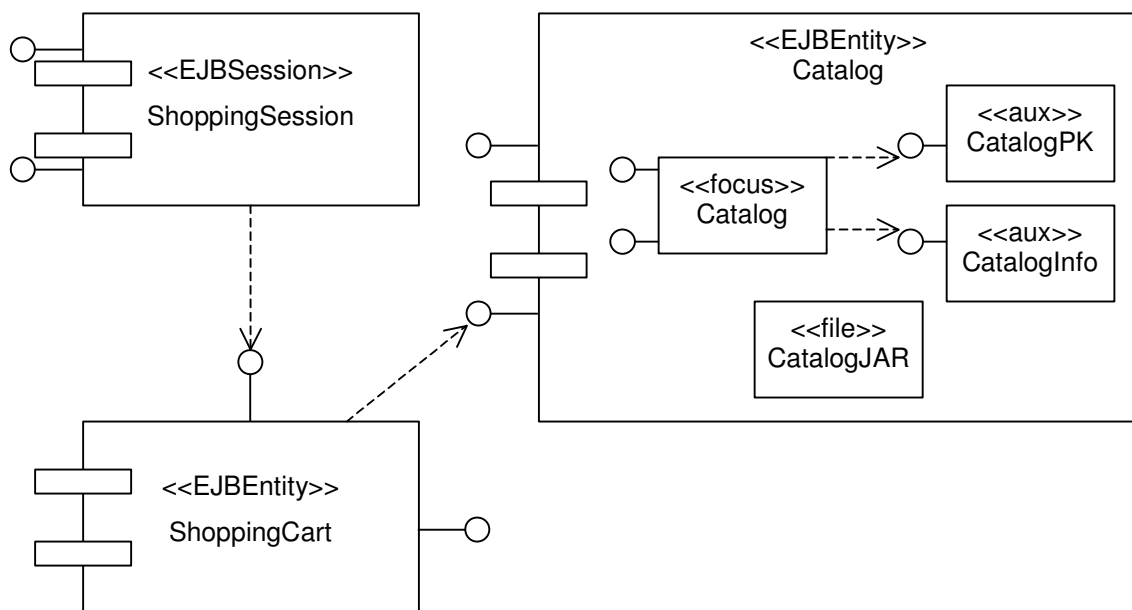 <<EJBSession>>
ShoppingSession
<<EJBEntity>>
Catalog
<<focus>>
Catalog
<<aux>>
CatalogPK
<<aux>>
CatalogInfo
<<file>>
CatalogJAR
<<EJBEntity>>
ShoppingCart